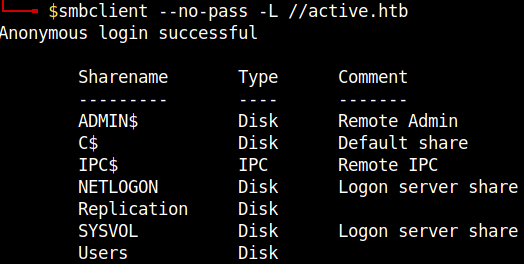 $smbclient --no-pass -L //active.htb
Anonymous login successful
Sharename Type Comment
--------- ---- -------
ADMIN$ Disk Remote Admin
C$ Disk Default share
IPC$ IPC Remote IPC
NETLOGON Disk Logon server share
Replication Disk
SYSVOL Disk Logon server share
Users Disk